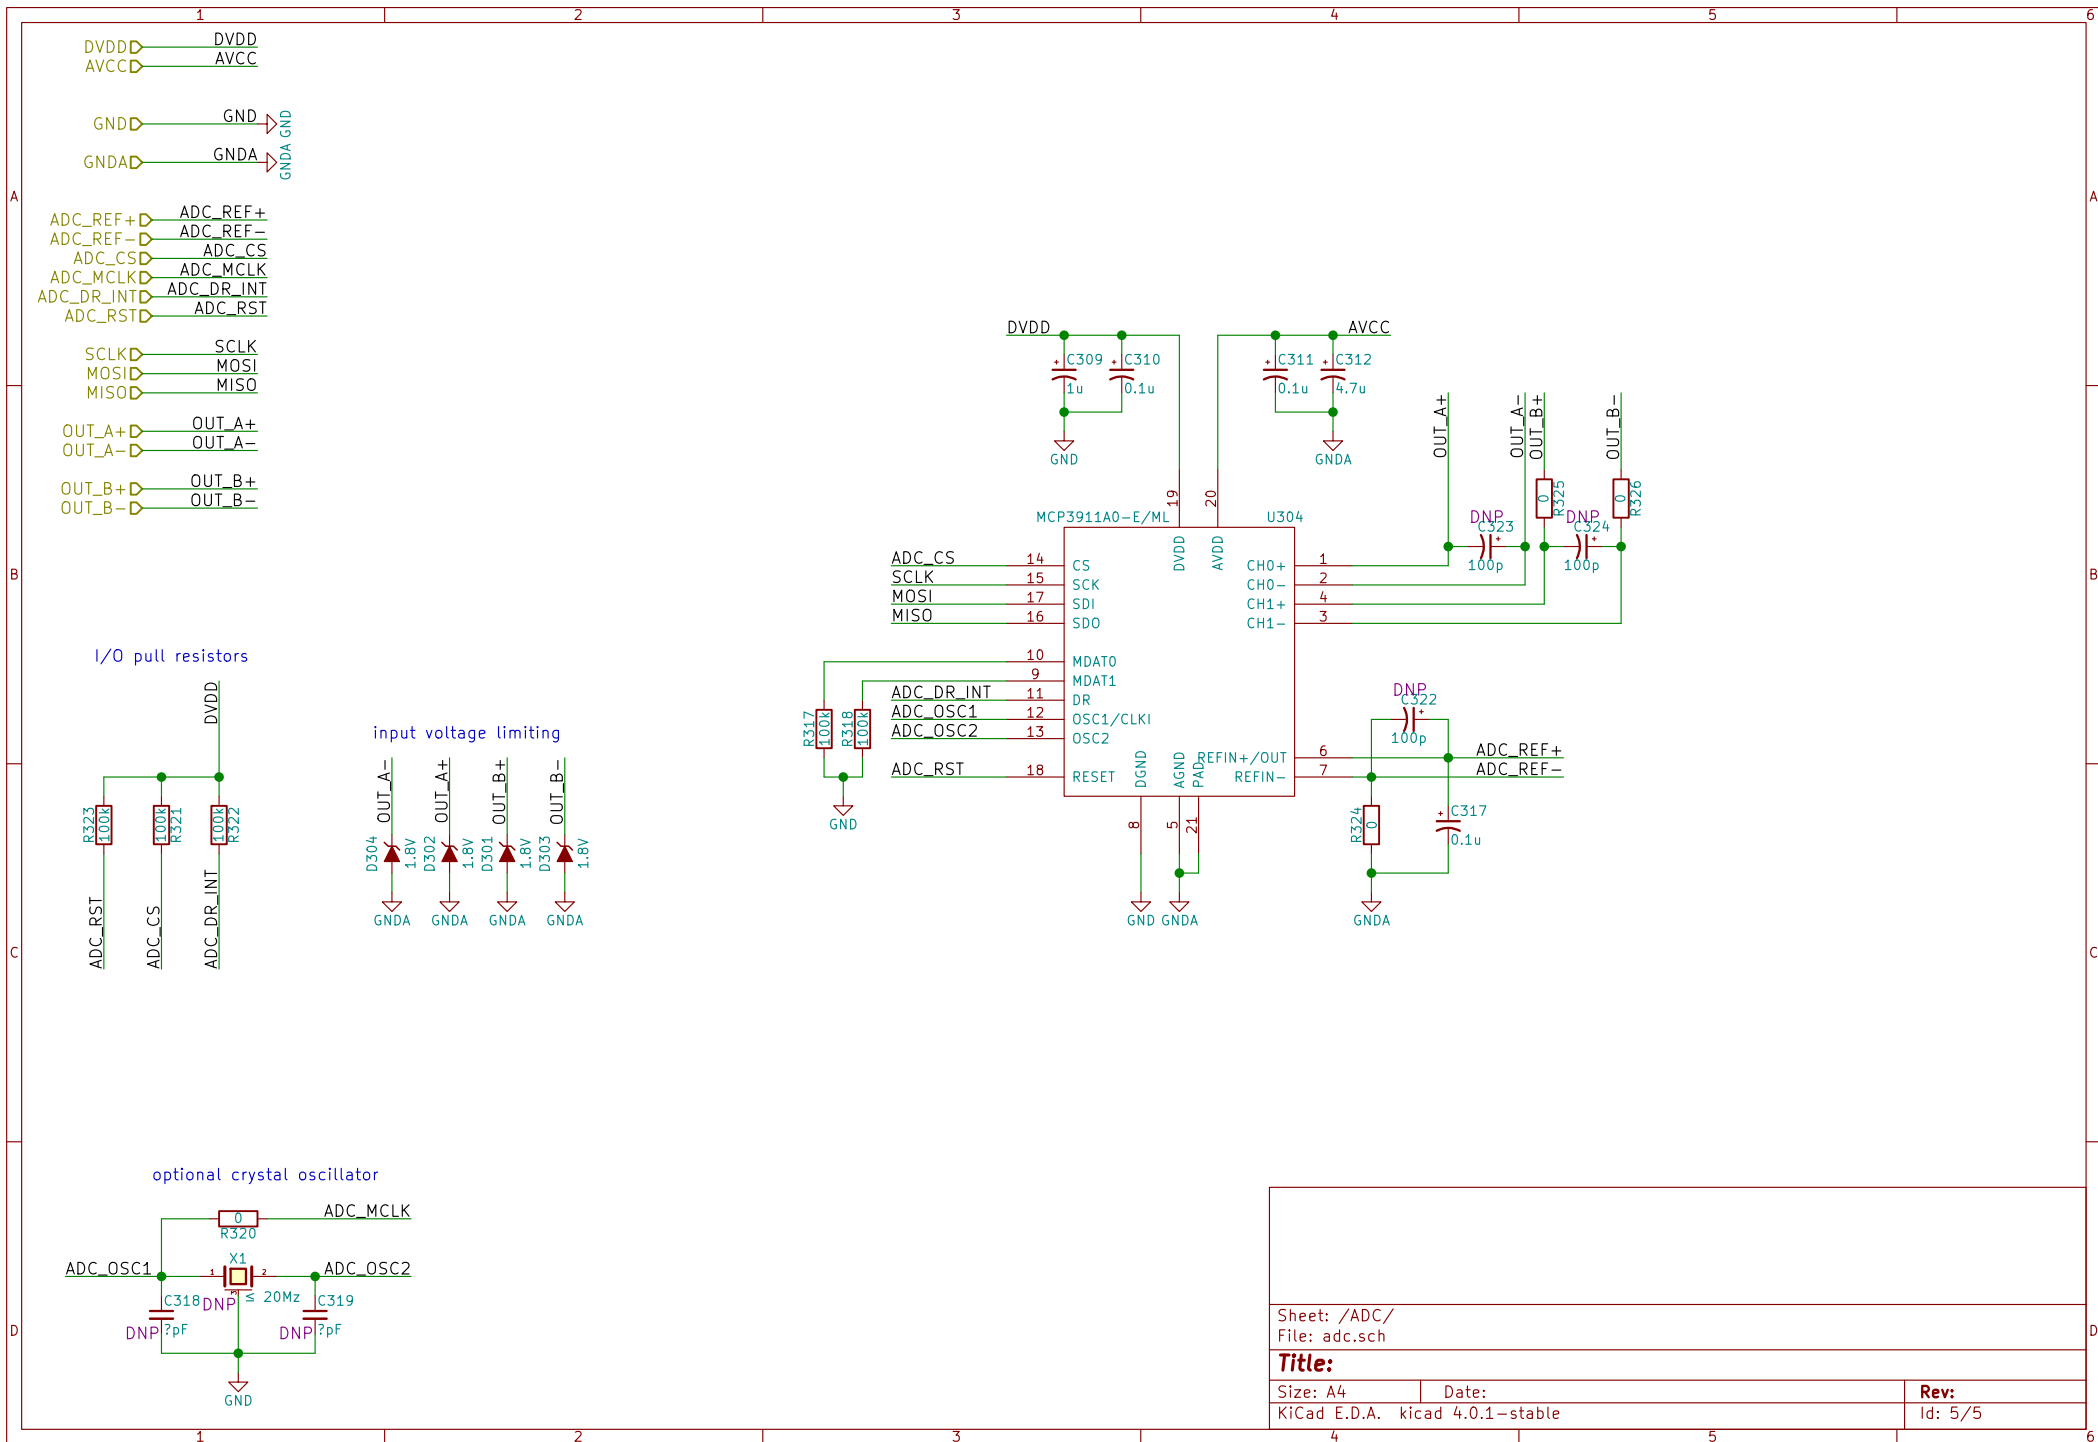 1 2 3 4 5 6
A
B
C
D
A
B
C
D
DVDD DVDD
AVCC AVCC
GND GND GND
GNDA GNDA GNDA
ADC_REF+ ADC_REF+
ADC_REF- ADC_REF-
ADC_CS ADC_CS
ADC_MCLK ADC_MCLK
ADC_DR_INT ADC_DR_INT
ADC_RST ADC_RST
SCLK SCLK
MOSI MOSI
MISO MISO
OUT_A+ OUT_A+
OUT_A- OUT_A-
OUT_B+ OUT_B+
OUT_B- OUT_B-
I/O pull resistors
DVDD
R323 100k
100k R321
100k R322
ADC_RST
ADC_CS
ADC_DR_INT
input voltage limiting
OUT_A-
OUT_A+
OUT_B+
OUT_B-
D304 1.8V
D302 1.8V
D301 1.8V
D303 1.8V
GNDA GNDA GNDA GNDA
DVDD
C309
1u
C310
0.1u
GND
AVCC
C311
0.1u
C312
4.7u
GNDA
OUT_A+
OUT_A-
OUT_B+
OUT_B-
0 R325
0 R326
DNP
C323
100p
DNP
C324
100p
19
20
MCP3911A0-E/ML U304
DVDD
AVDD
ADC_CS 14 CS
SCLK 15 SCK
MOSI 17 SDI
MISO 16 SDO
10 MDAT0
9 MDAT1
ADC_DR_INT 11 DR
ADC_OSC1 12 OSC1/CLKI
ADC_OSC2 13 OSC2
ADC_RST 18 RESET
CH0+ 1
CH0- 2
CH1+ 4
CH1- 3
REFIN+/OUT 6 ADC_REF+
REFIN- 7 ADC_REF-
DGND
AGND
PAD
8
5
21
GND GNDA
R317 100k
R318 100k
GND
DNP
C322
100p
R324 0
C317
0.1u
GNDA
optional crystal oscillator
ADC_MCLK
0
R320
ADC_OSC1 1 X1 2 ADC_OSC2
3
≤ 20Mz
DNP
C318
?pF
DNP
C319
?pF
DNP
GND
Sheet: /ADC/
File: adc.sch
Title:
Size: A4 Date: Rev:
KiCad E.D.A. kicad 4.0.1-stable Id: 5/5
1 2 3 4 5 6